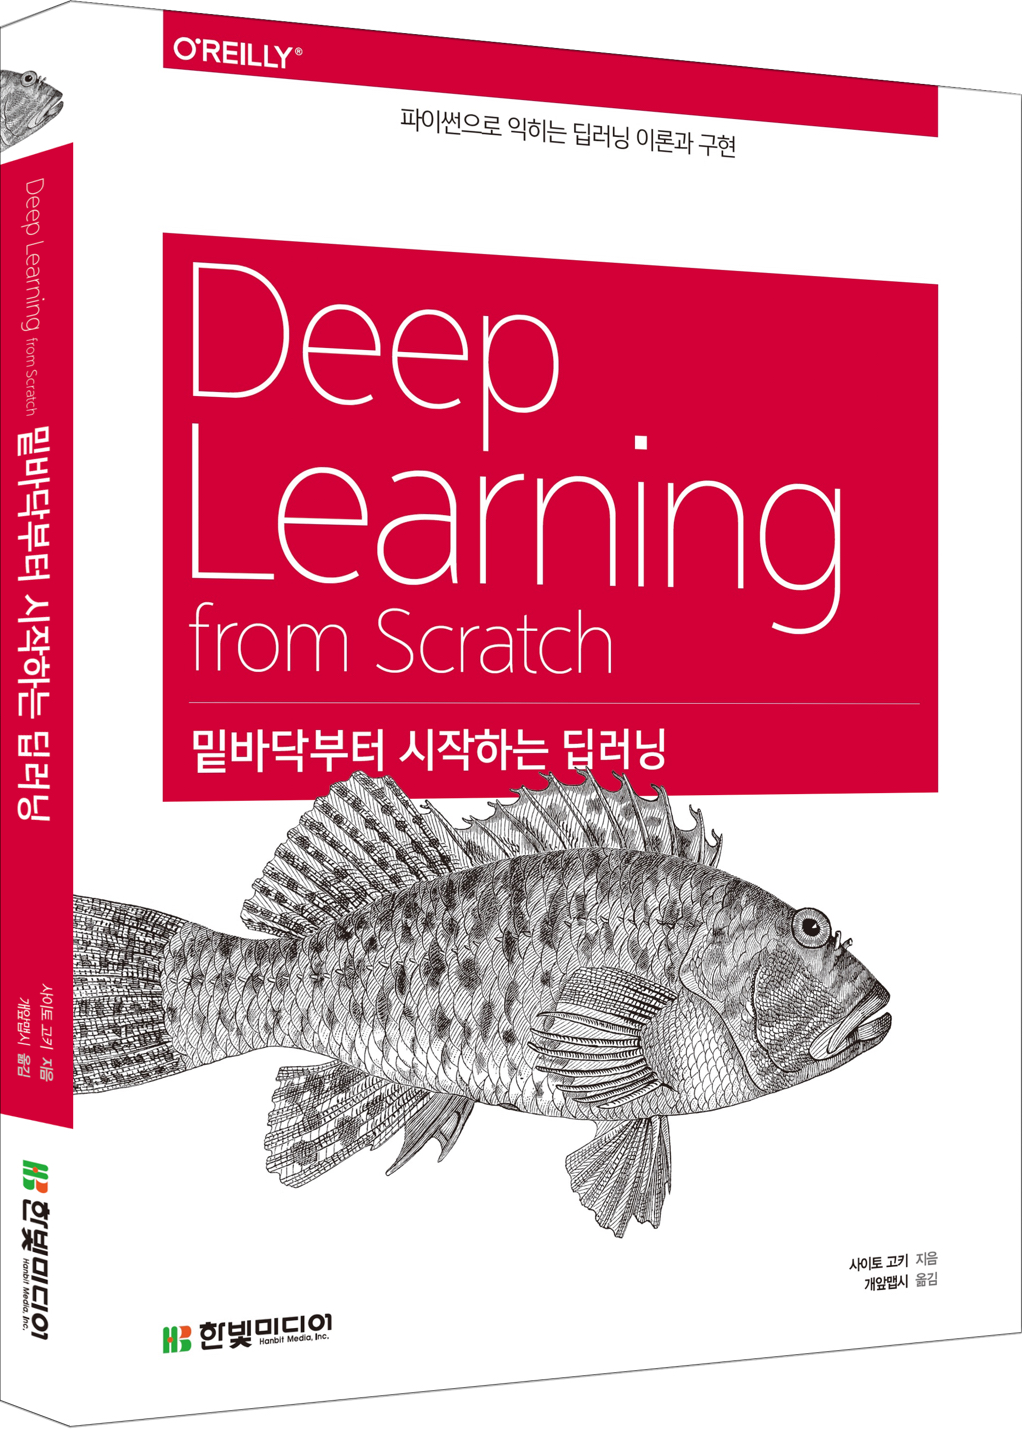 O'REILLY®
파이썬으로 익히는 딥러닝 이론과 구현
Deep
Learning
from Scratch
밑바닥부터 시작하는 딥러닝
사이토 고키 지음
개앞맵시 옮김
한빛미디어
Hanbit Media, Inc.
Deep Learning from Scratch
밑바닥부터 시작하는 딥러닝
사이토 고키 지음
개앞맵시 옮김
한빛미디어
Hanbit Media, Inc.